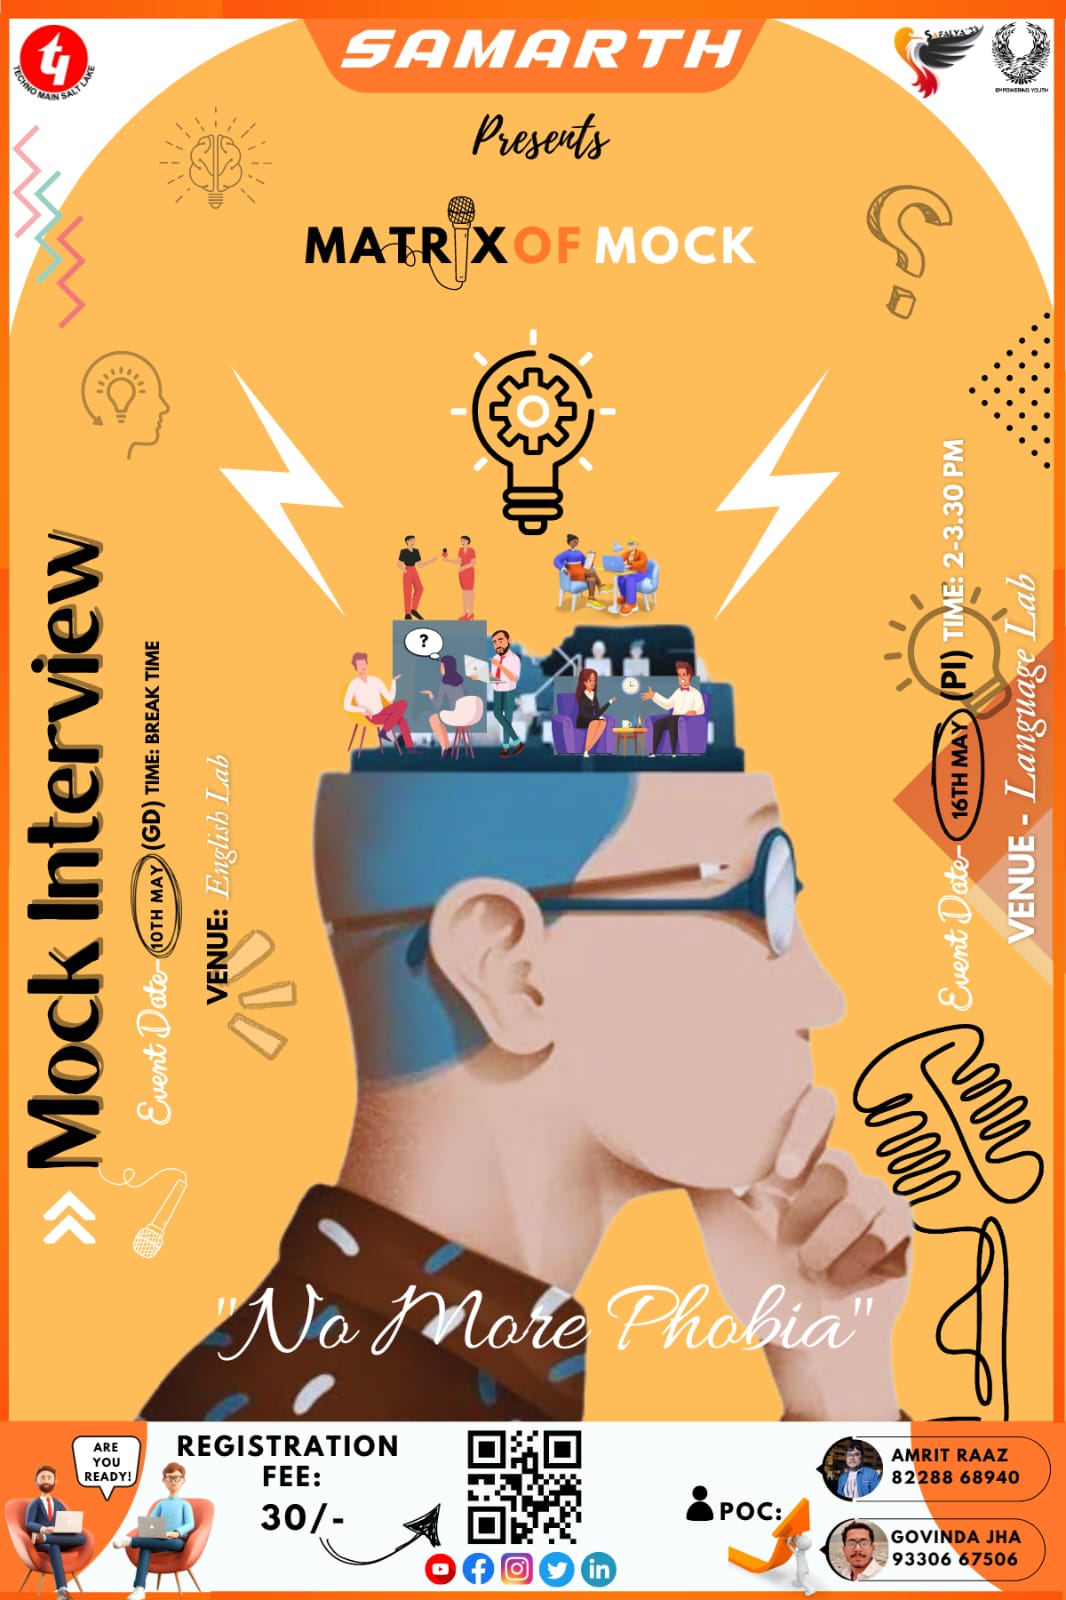 SAMARTH
TECHNO MAIN SALT LAKE
SAFALYA'23
EMPOWERING YOUTH
Presents
MATRIX OF MOCK
?
Mock Interview
Event Date- 10TH MAY (GD) TIME: BREAK TIME
VENUE: English Lab
Event Date- 16TH MAY (PI) TIME: 2-3.30 PM
VENUE - Language Lab
"No More Phobia"
ARE
YOU
READY!
REGISTRATION
FEE:
30/-
POC:
AMRIT RAAZ
82288 68940
GOVINDA JHA
93306 67506